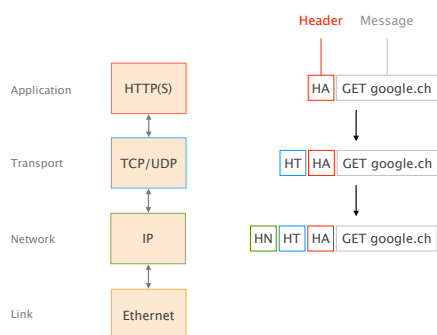 Header Message
Application HTTP(S) HA GET google.ch
Transport TCP/UDP HT HA GET google.ch
Network IP HN HT HA GET google.ch
Link Ethernet